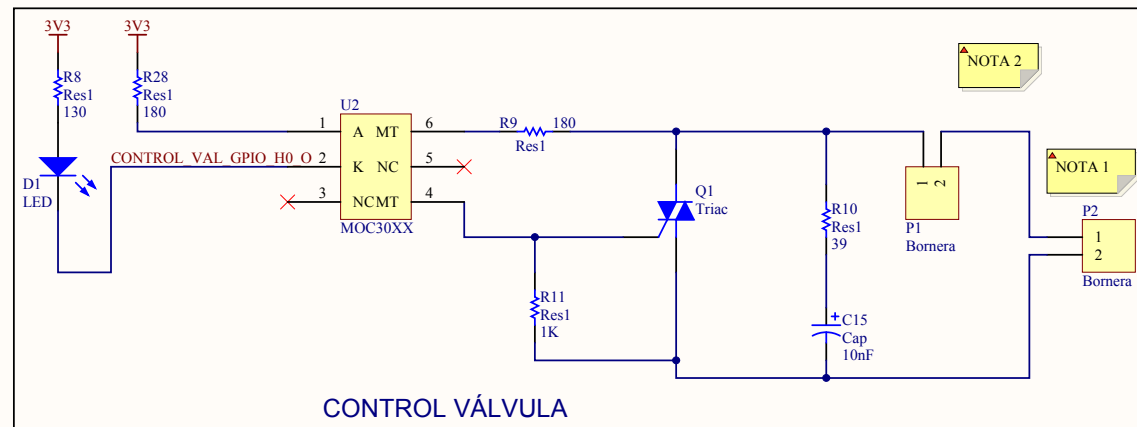 3V3
3V3
R8
Res1
130
R28
Res1
180
D1
LED
CONTROL_VAL_GPIO_H0_O
U2
1
2
3
A MT
K NC
NCMT
6
5
4
MOC30XX
R9
180
Res1
R11
Res1
1K
Q1
Triac
R10
Res1
39
C15
Cap
10nF
+
1
2
P1
Bornera
NOTA 2
NOTA 1
P2
1
2
Bornera
CONTROL VÁLVULA